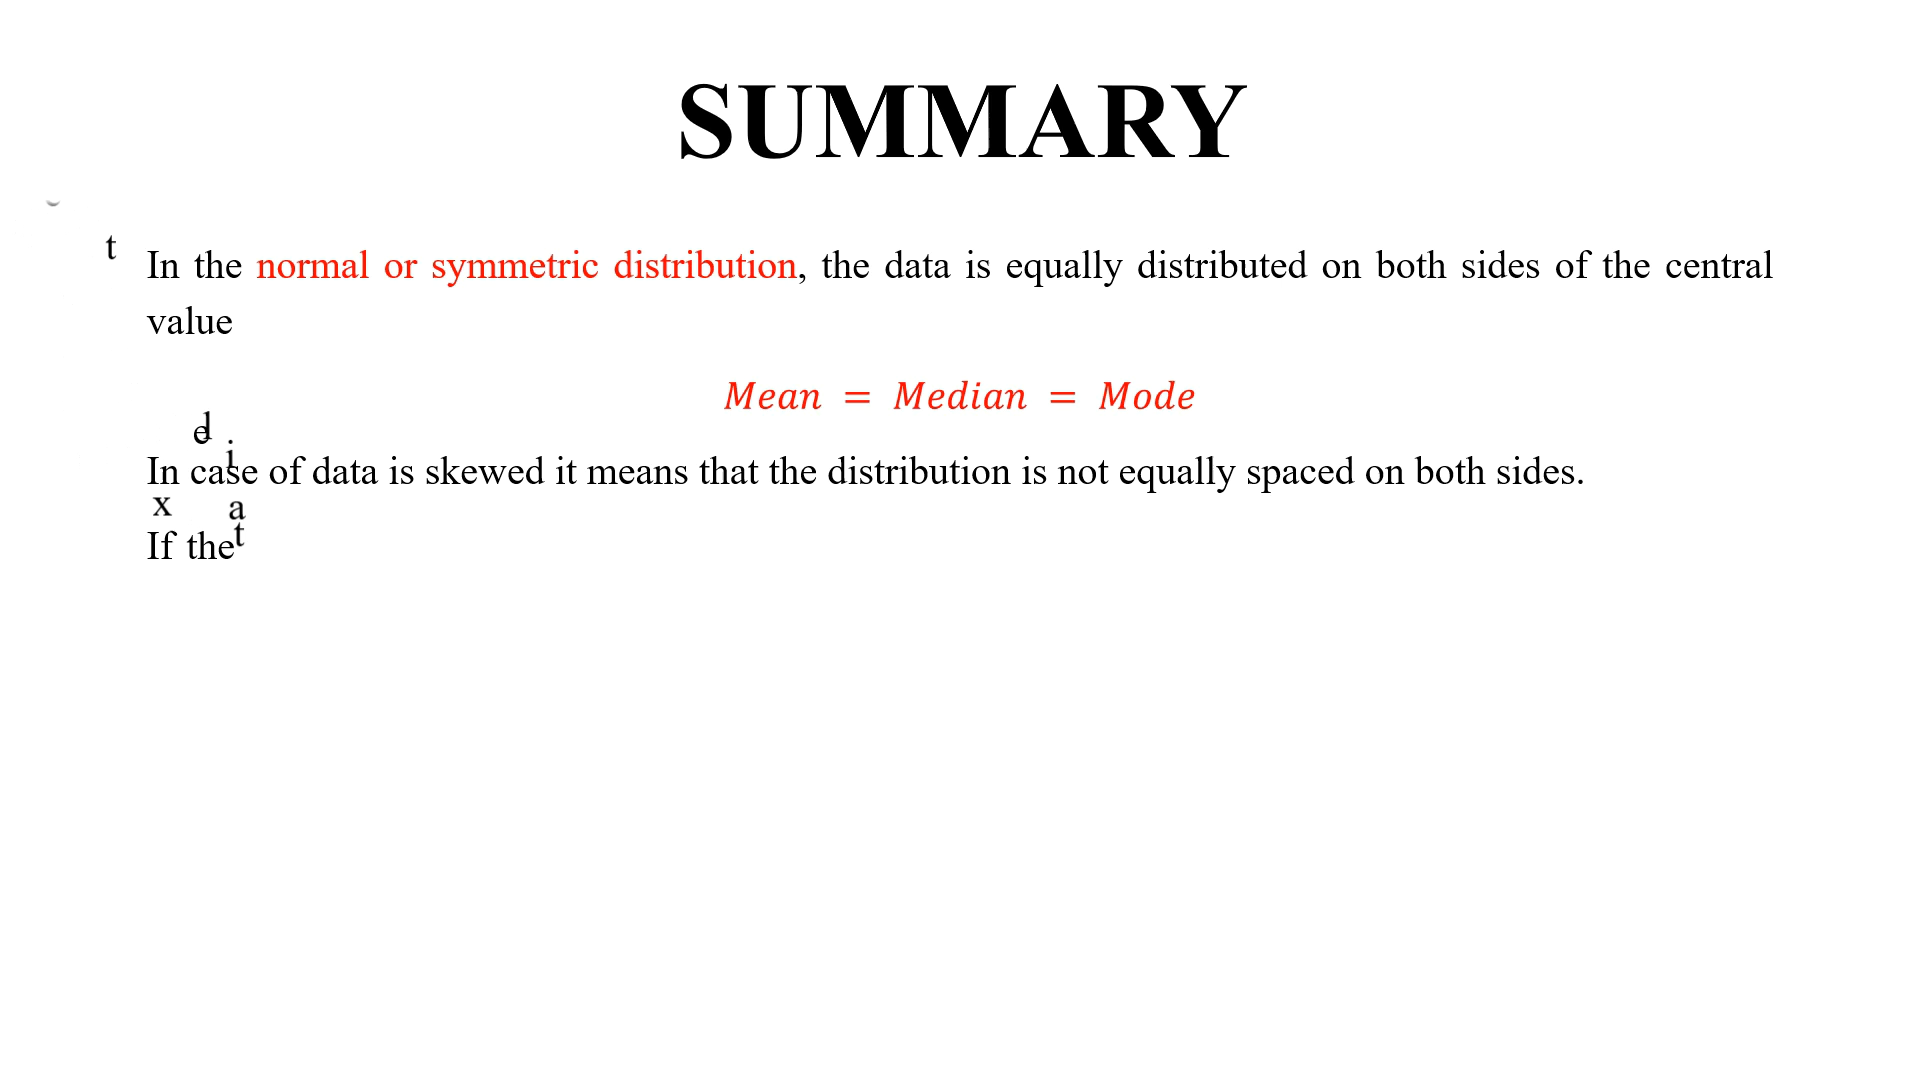 SUMMARY
In the normal or symmetric distribution, the data is equally distributed on both sides of the central
value
Mean = Median = Mode
In case of data is skewed it means that the distribution is not equally spaced on both sides.
If the